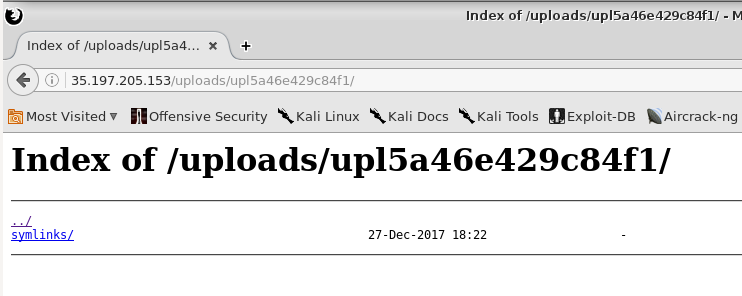 Index of /uploads/upl5a46e429c84f1/ - M
Index of /uploads/upl5a4...
35.197.205.153/uploads/upl5a46e429c84f1/
Most Visited Offensive Security Kali Linux Kali Docs Kali Tools Exploit-DB Aircrack-ng
Index of /uploads/upl5a46e429c84f1/
../
symlinks/ 27-Dec-2017 18:22 -